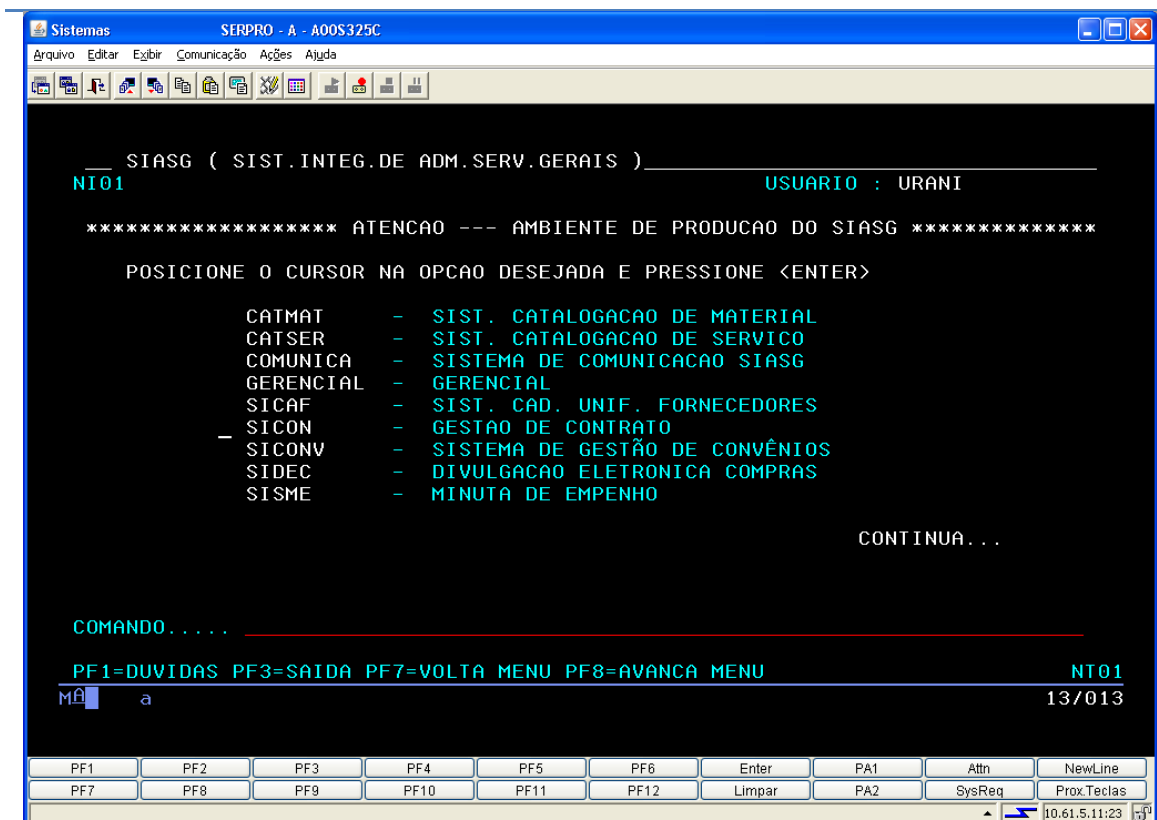 Sistemas SERPRO - A - A00S325C
Arquivo Editar Exibir Comunicação Ações Ajuda
__ SIASG ( SIST.INTEG.DE ADM.SERV.GERAIS )__________________________________
NI01 USUARIO : URANI
******************* ATENCAO --- AMBIENTE DE PRODUCAO DO SIASG **************
POSICIONE O CURSOR NA OPCAO DESEJADA E PRESSIONE <ENTER>
CATMAT - SIST. CATALOGACAO DE MATERIAL
CATSER - SIST. CATALOGACAO DE SERVICO
COMUNICA - SISTEMA DE COMUNICACAO SIASG
GERENCIAL - GERENCIAL
SICAF - SIST. CAD. UNIF. FORNECEDORES
_ SICON - GESTAO DE CONTRATO
SICONV - SISTEMA DE GESTÃO DE CONVÊNIOS
SIDEC - DIVULGACAO ELETRONICA COMPRAS
SISME - MINUTA DE EMPENHO
CONTINUA...
COMANDO..... _______________________________________________________________
PF1=DUVIDAS PF3=SAIDA PF7=VOLTA MENU PF8=AVANCA MENU NT01
MA a 13/013
PF1 PF2 PF3 PF4 PF5 PF6 Enter PA1 Attn NewLine
PF7 PF8 PF9 PF10 PF11 PF12 Limpar PA2 SysReq Prox.Teclas
10.61.5.11:23